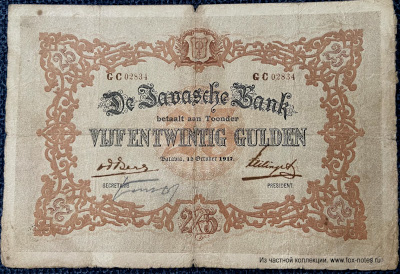 GC 02834 GC 02834
De Javasche Bank
betaalt aan Toonder
VIJF EN TWINTIG GULDEN
Batavia, 12 October 1917.
SECRETARIS PRESIDENT
25
Из частной коллекции. www.fox-notes.ru